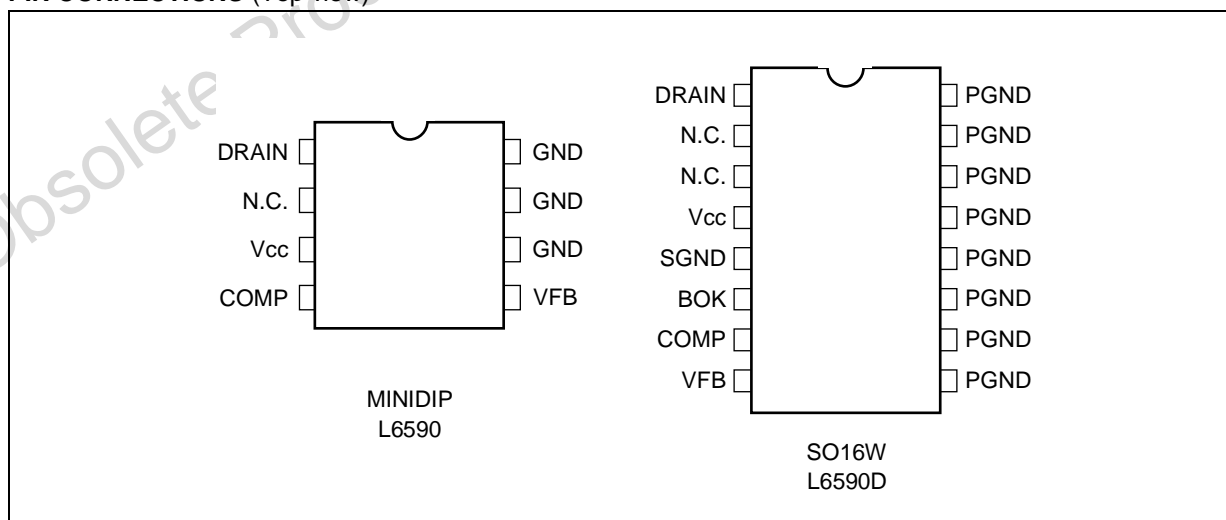 DRAIN
N.C.
Vcc
COMP
GND
GND
GND
VFB
MINIDIP
L6590
DRAIN
N.C.
N.C.
Vcc
SGND
BOK
COMP
VFB
PGND
PGND
PGND
PGND
PGND
PGND
PGND
PGND
SO16W
L6590D